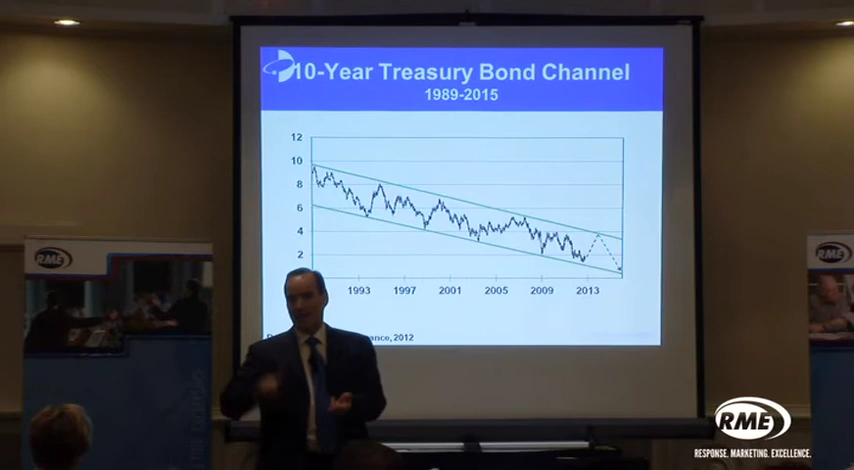 10-Year Treasury Bond Channel
1989-2015
12
10
8
6
4
2
1993 1997 2001 2005 2009 2013
2012
RME
RME
RME
RESPONSE. MARKETING. EXCELLENCE.